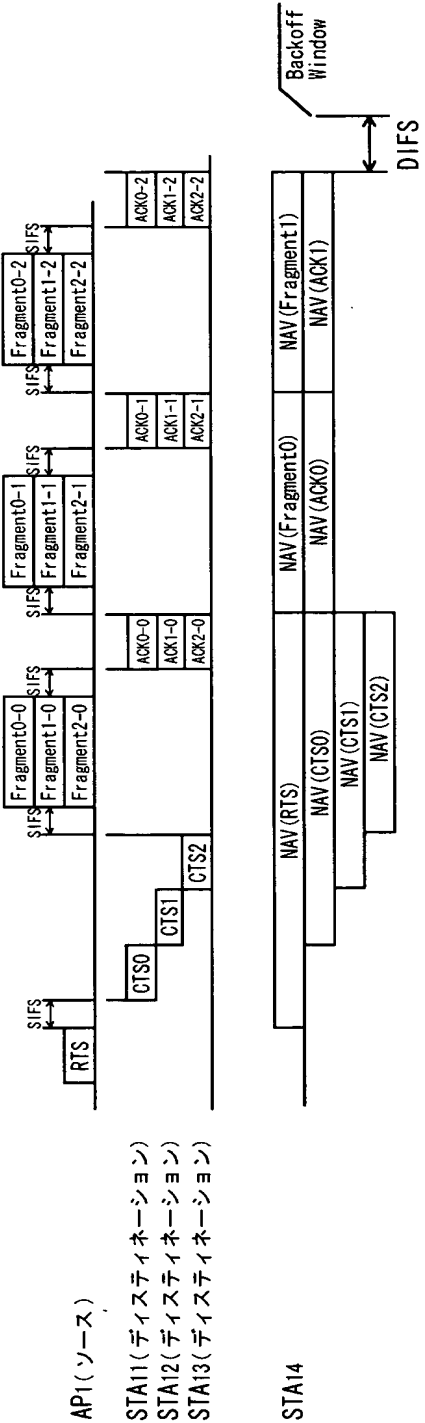 AP1(ソース)
RTS
SIFS
SIFS
Fragment0-0
Fragment1-0
Fragment2-0
SIFS
SIFS
Fragment0-1
Fragment1-1
Fragment2-1
SIFS
SIFS
Fragment0-2
Fragment1-2
Fragment2-2
SIFS
STA11(ディスティネーション)
STA12(ディスティネーション)
STA13(ディスティネーション)
CTS0
CTS1
CTS2
ACK0-0
ACK1-0
ACK2-0
ACK0-1
ACK1-1
ACK2-1
ACK0-2
ACK1-2
ACK2-2
STA14
NAV(RTS)
NAV(CTS0)
NAV(CTS1)
NAV(CTS2)
NAV(Fragment0)
NAV(ACK0)
NAV(Fragment1)
NAV(ACK1)
DIFS
Backoff
Window